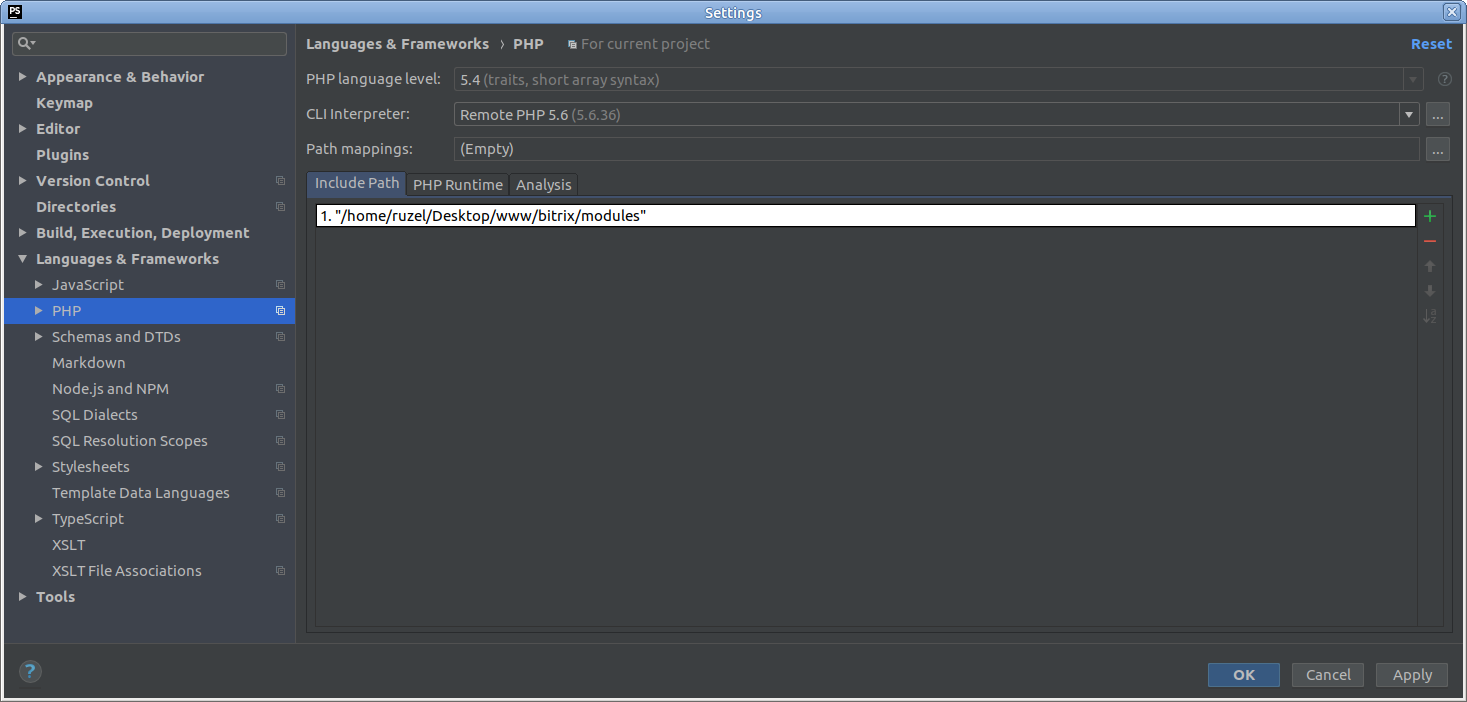 PS
Settings
Appearance & Behavior
Keymap
Editor
Plugins
Version Control
Directories
Build, Execution, Deployment
Languages & Frameworks
JavaScript
PHP
Schemas and DTDs
Markdown
Node.js and NPM
SQL Dialects
SQL Resolution Scopes
Stylesheets
Template Data Languages
TypeScript
XSLT
XSLT File Associations
Tools
Languages & Frameworks › PHP For current project Reset
PHP language level: 5.4 (traits, short array syntax) ?
CLI Interpreter: Remote PHP 5.6 (5.6.36) ...
Path mappings: (Empty) ...
Include Path PHP Runtime Analysis
1. "/home/ruzel/Desktop/www/bitrix/modules"
?
OK Cancel Apply